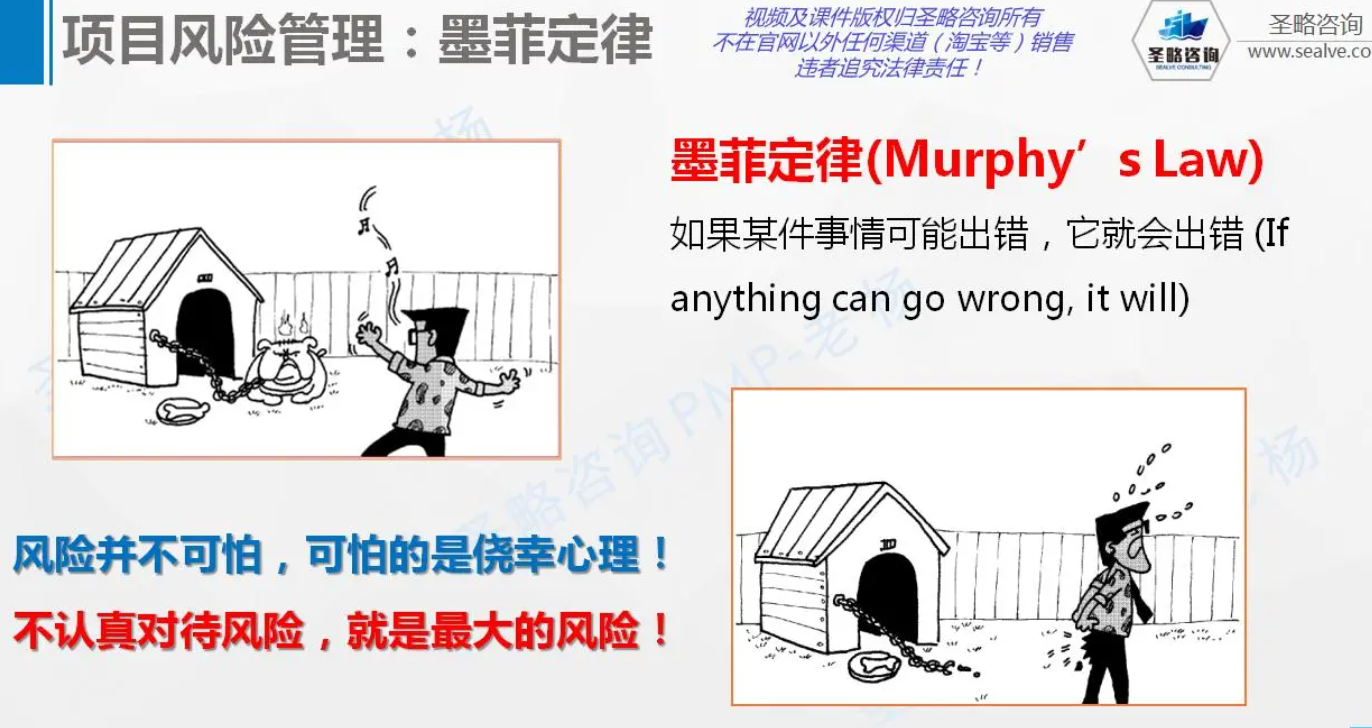 项目风险管理：墨菲定律
视频及课件版权归圣略咨询所有
不在官网以外任何渠道（淘宝等）销售
违者追究法律责任！
圣略咨询
SEALVE CONSULTING
圣略咨询
www.sealve.co
墨菲定律(Murphy’s Law)
如果某件事情可能出错，它就会出错 (If
anything can go wrong, it will)
风险并不可怕，可怕的是侥幸心理！
不认真对待风险，就是最大的风险！
圣略咨询 PMP-老杨
杨